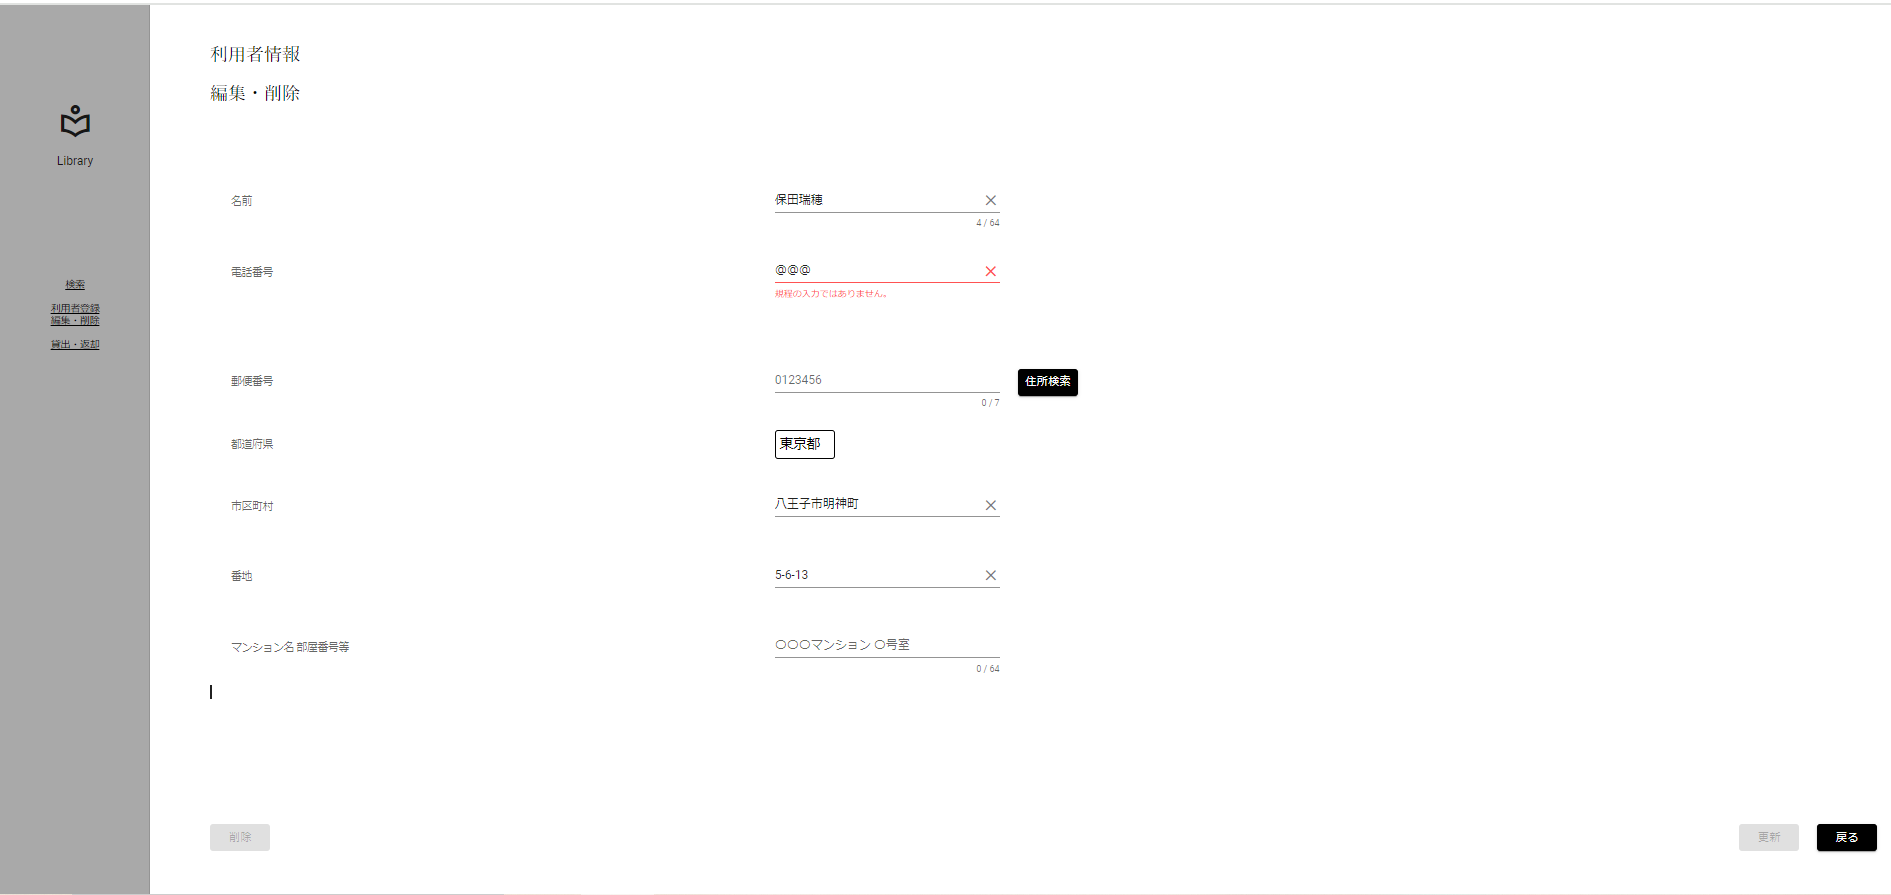 利用者情報
編集・削除
Library
検索
利用者登録
編集・削除
貸出・返却
名前
保田瑞穂
4 / 64
電話番号
@@@
規程の入力ではありません。
郵便番号
0123456
住所検索
0 / 7
都道府県
東京都
市区町村
八王子市明神町
番地
5-6-13
マンション名 部屋番号等
〇〇〇マンション 〇号室
0 / 64
削除
更新
戻る